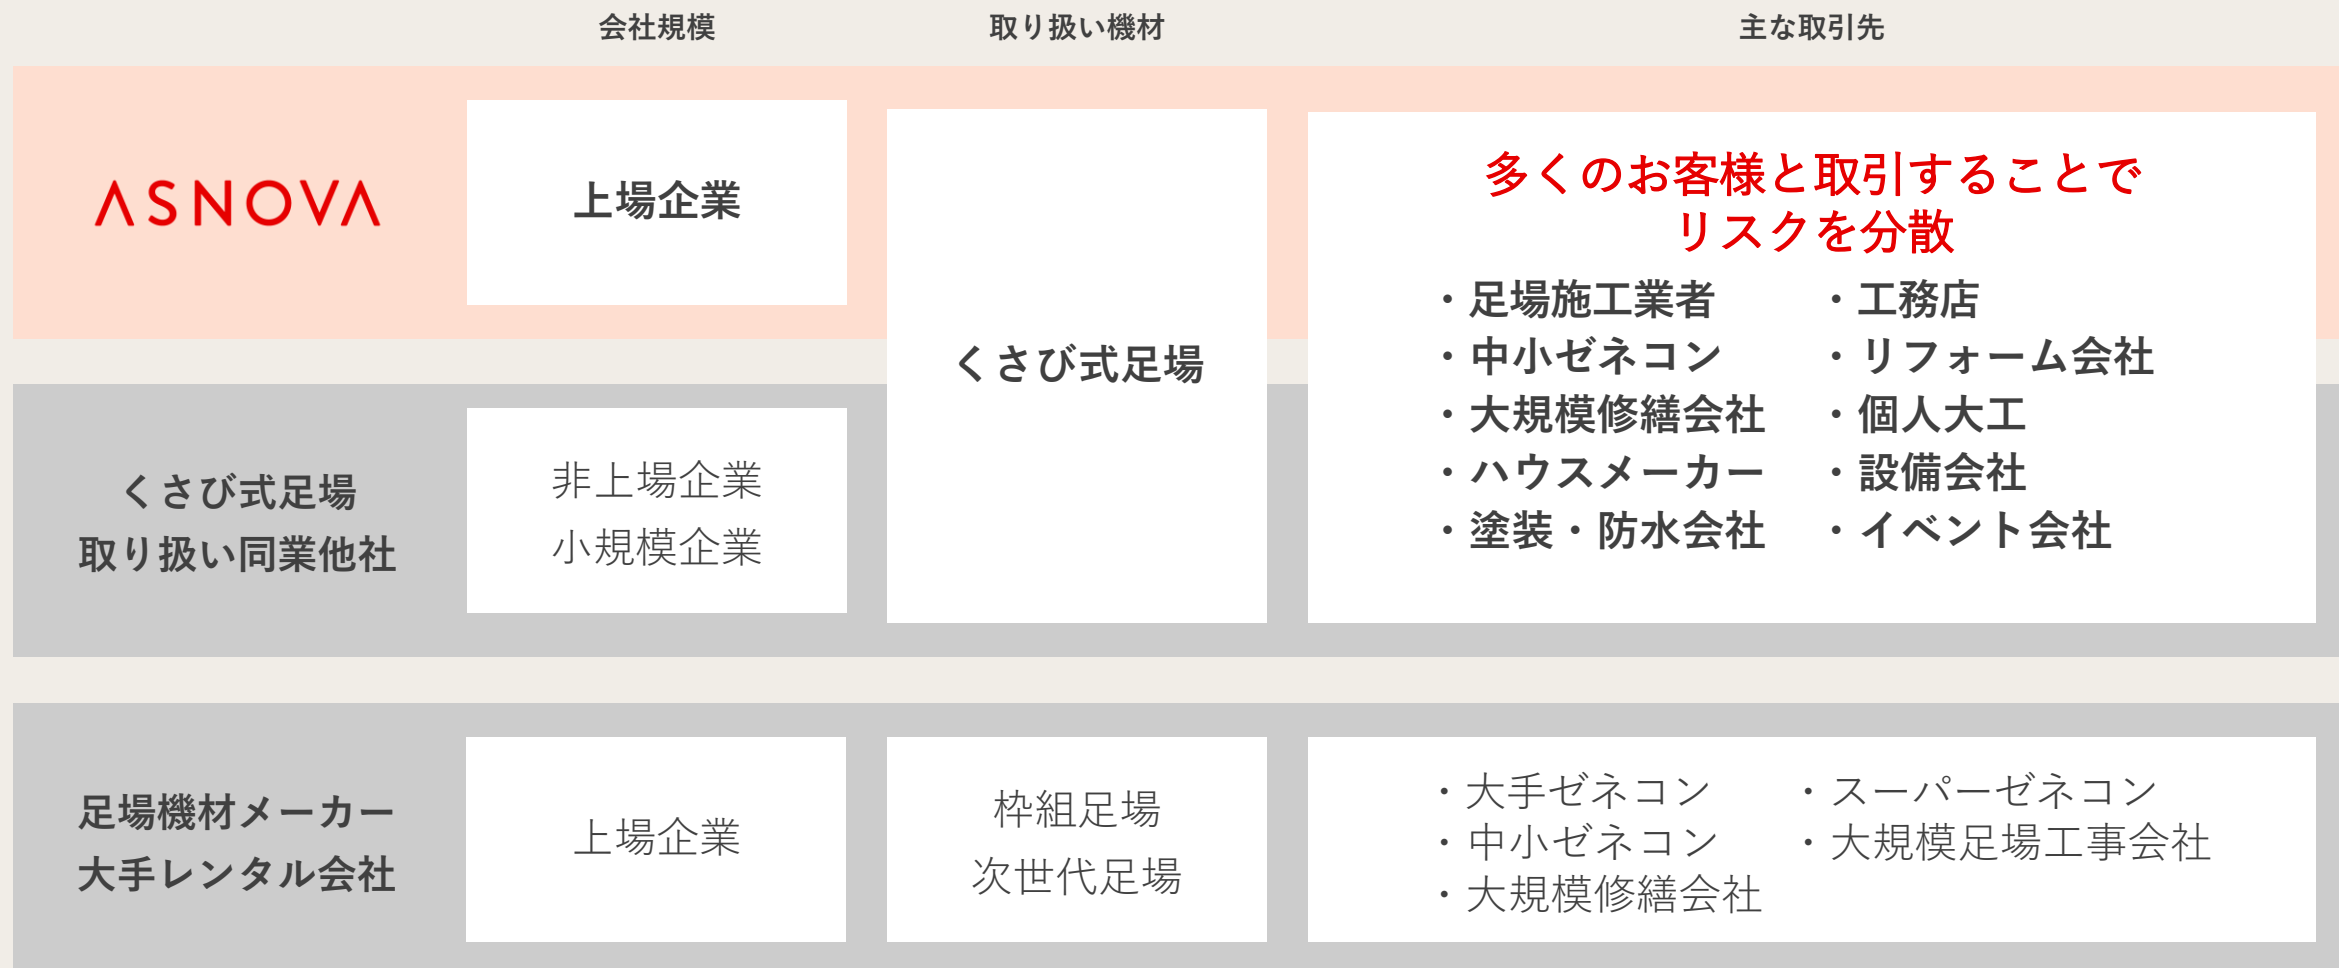 会社規模
取り扱い機材
主な取引先
ASNOVA
上場企業
くさび式足場
多くのお客様と取引することで
リスクを分散
・足場施工業者
・中小ゼネコン
・大規模修繕会社
・ハウスメーカー
・塗装・防水会社
・工務店
・リフォーム会社
・個人大工
・設備会社
・イベント会社
くさび式足場
取り扱い同業他社
非上場企業
小規模企業
足場機材メーカー
大手レンタル会社
上場企業
枠組足場
次世代足場
・大手ゼネコン
・中小ゼネコン
・大規模修繕会社
・スーパーゼネコン
・大規模足場工事会社